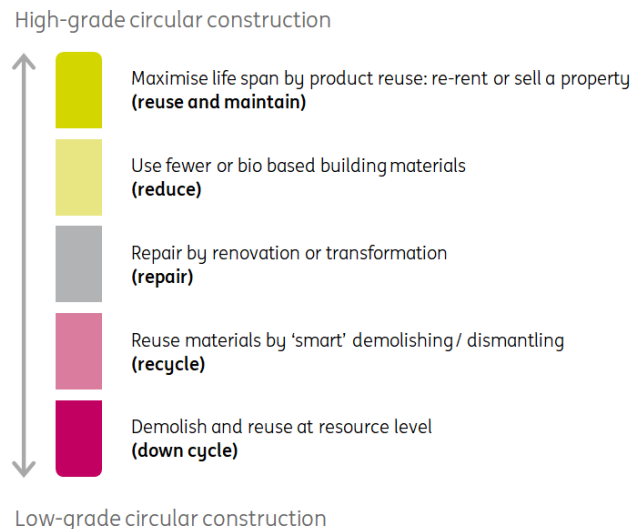 High-grade circular construction
Maximise life span by product reuse: re-rent or sell a property
(reuse and maintain)
Use fewer or bio based building materials
(reduce)
Repair by renovation or transformation
(repair)
Reuse materials by ‘smart’ demolishing / dismantling
(recycle)
Demolish and reuse at resource level
(down cycle)
Low-grade circular construction